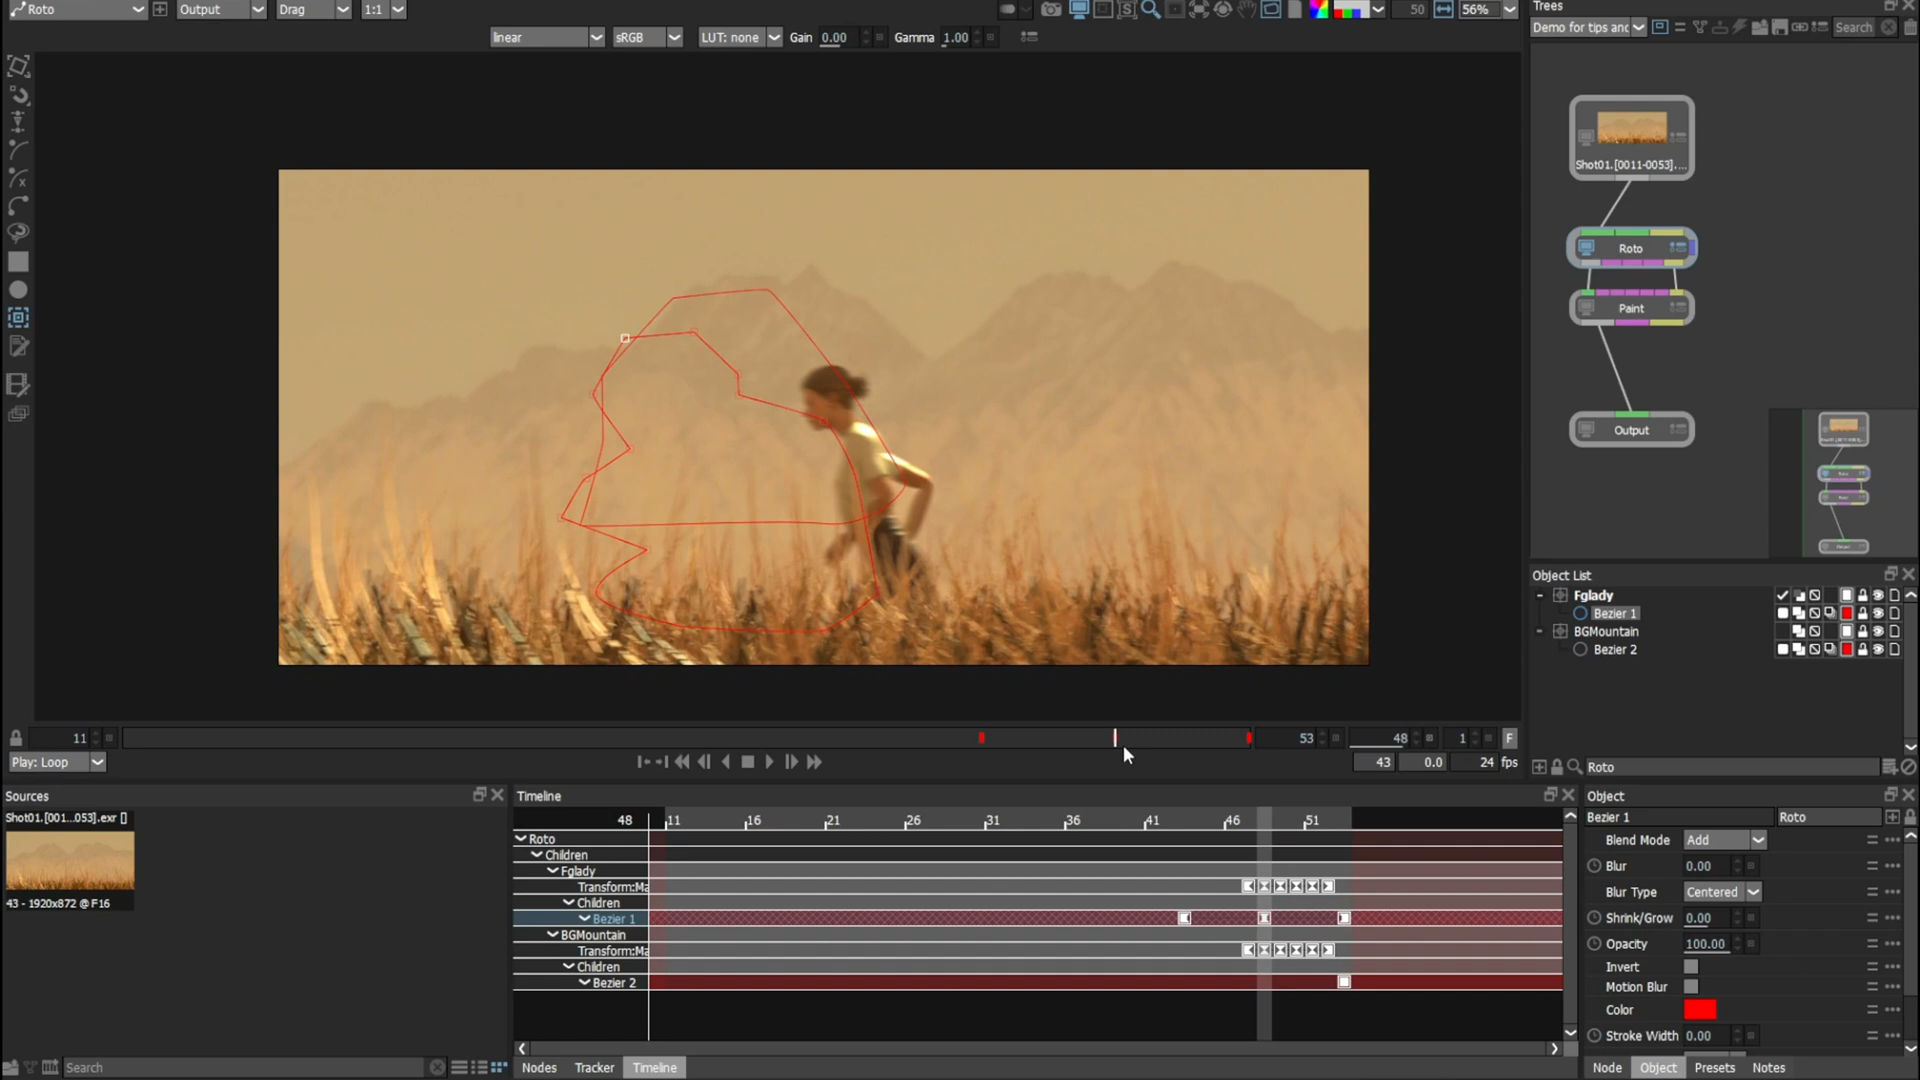 Roto
Output
Drag
1:1
50
56%
Trees
linear
sRGB
LUT: none
Gain
0.00
Gamma
1.00
Demo for tips and
Search
Shot01.[0011-0053]....
Roto
Paint
Output
Object List
Fglady
Bezier 1
BGMountain
Bezier 2
11
53
48
1
F
Play: Loop
43
0.0
24
fps
Roto
Sources
Timeline
Object
Shot01.[001...053].exr []
43 - 1920x872 @ F16
48
11
16
21
26
31
36
41
46
51
Roto
Children
Fglady
Transform:Ma
Children
Bezier 1
BGMountain
Transform:Ma
Children
Bezier 2
Bezier 1
Roto
Blend Mode
Add
Blur
0.00
Blur Type
Centered
Shrink/Grow
0.00
Opacity
100.00
Invert
Motion Blur
Color
Stroke Width
0.00
Search
Nodes
Tracker
Timeline
Node
Object
Presets
Notes